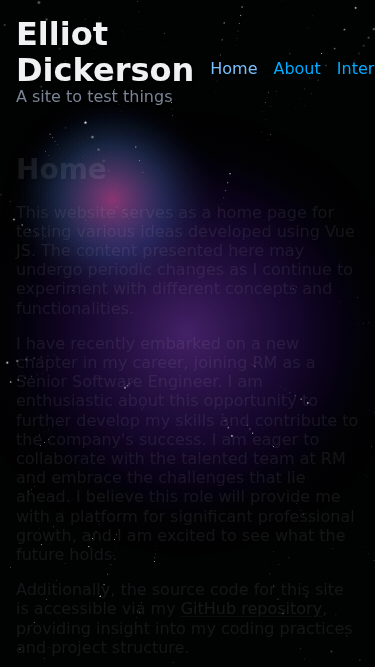 Elliot
Dickerson
Home About Inter
A site to test things
Home
This website serves as a home page for
testing various ideas developed using Vue
JS. The content presented here may
undergo periodic changes as I continue to
experiment with different concepts and
functionalities.
I have recently embarked on a new
chapter in my career, joining RM as a
Senior Software Engineer. I am
enthusiastic about this opportunity to
further develop my skills and contribute to
the company's success. I am eager to
collaborate with the talented team at RM
and embrace the challenges that lie
ahead. I believe this role will provide me
with a platform for significant professional
growth, and I am excited to see what the
future holds.
Additionally, the source code for this site
is accessible via my GitHub repository,
providing insight into my coding practices
and project structure.